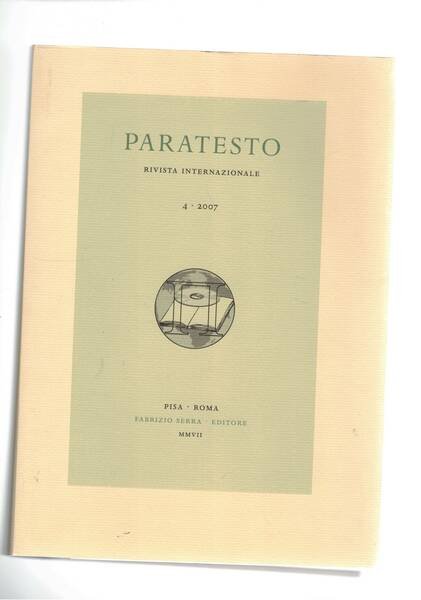 PARATESTO
RIVISTA INTERNAZIONALE
4 · 2007
PISA · ROMA
FABRIZIO SERRA · EDITORE
MMVII